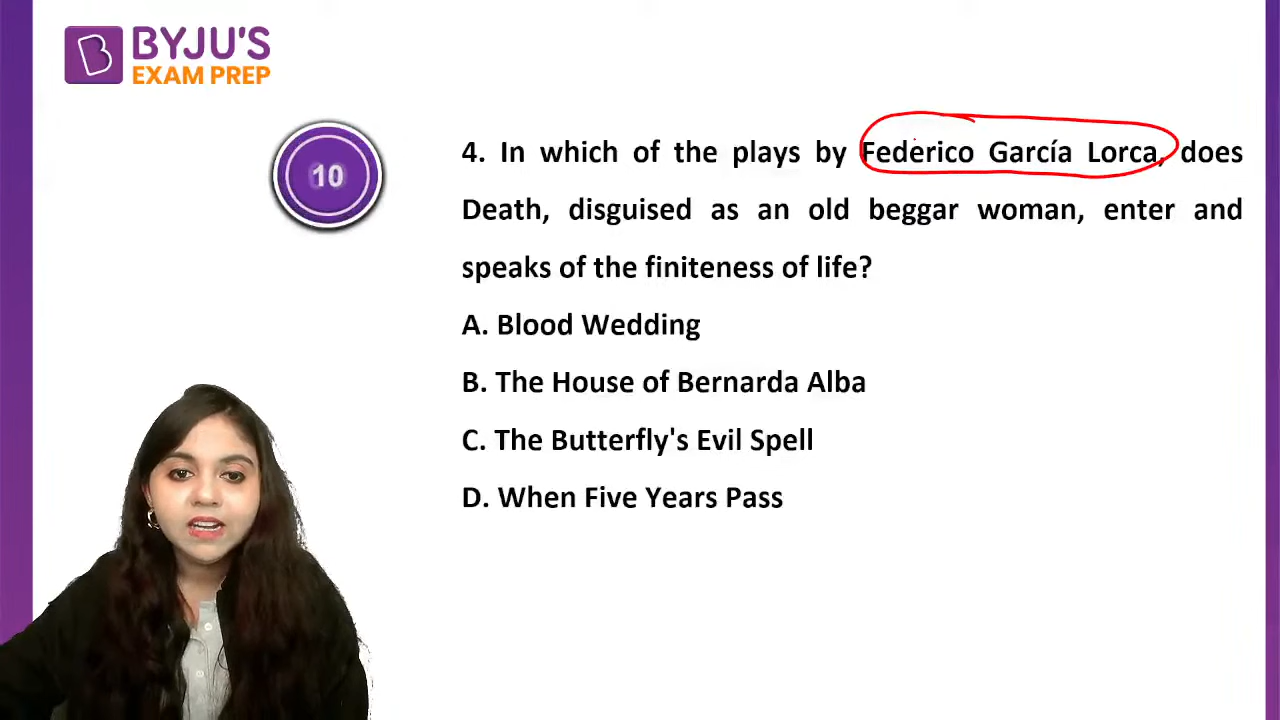 BYJU'S
EXAM PREP
10
4. In which of the plays by Federico García Lorca, does
Death, disguised as an old beggar woman, enter and
speaks of the finiteness of life?
A. Blood Wedding
B. The House of Bernarda Alba
C. The Butterfly's Evil Spell
D. When Five Years Pass